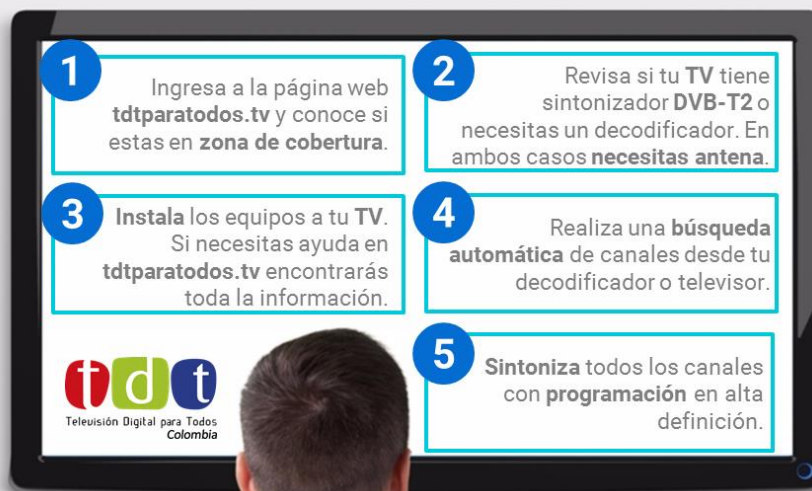 1
Ingresa a la página web
tdtparatodos.tv y conoce si
estas en zona de cobertura.
2
Revisa si tu TV tiene
sintonizador DVB-T2 o
necesitas un decodificador. En
ambos casos necesitas antena.
3
Instala los equipos a tu TV.
Si necesitas ayuda en
tdtparatodos.tv encontrarás
toda la información.
4
Realiza una búsqueda
automática de canales desde tu
decodificador o televisor.
5
Sintoniza todos los canales
con programación en alta
definición.
tdt
Televisión Digital para Todos
Colombia